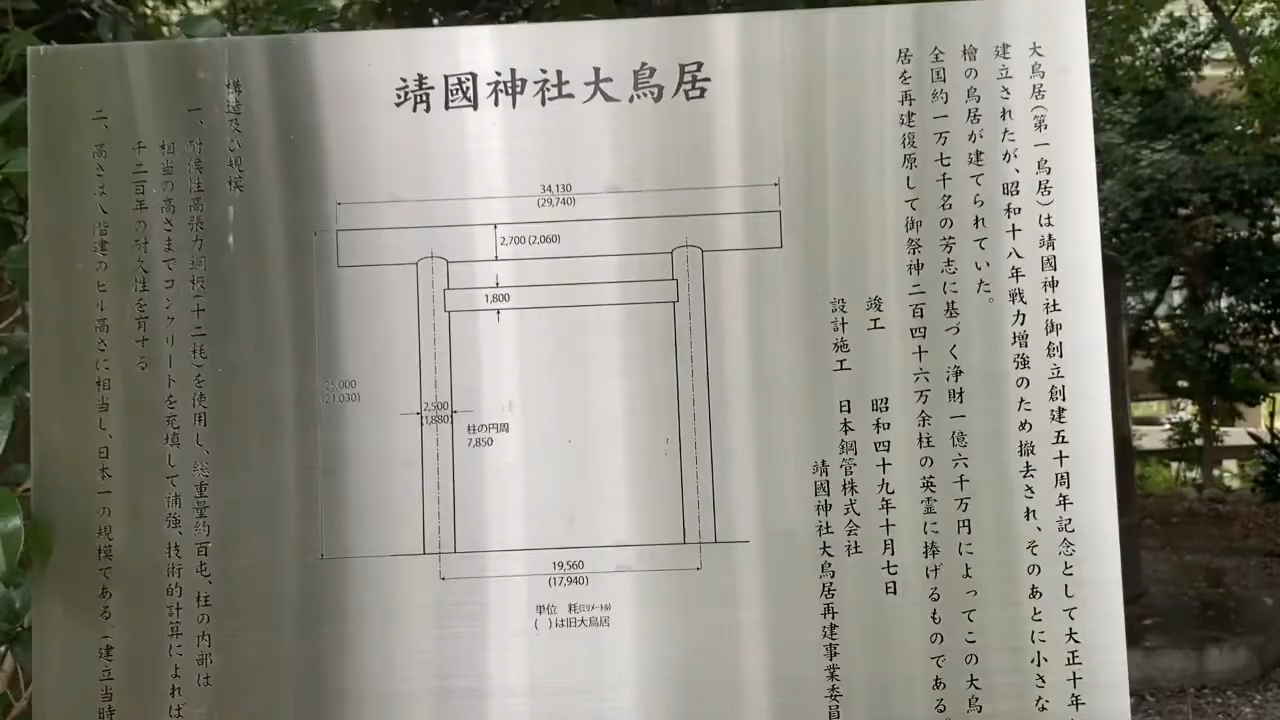 靖國神社大鳥居
大鳥居(第一鳥居)は靖國神社御創立創建五十周年記念として大正十年
建立されたが、昭和十八年戦力増強のため撤去され、そのあとに小さな
檜の鳥居が建てられていた。
全国約一万七千名の芳志に基づく浄財一億六千万円によってこの大鳥
居を再建復原して御祭神二百四十六万余柱の英霊に捧げるものである。
竣工 昭和四十九年十月七日
設計施工 日本鋼管株式会社
靖國神社大鳥居再建事業委員
34,130
(29,740)
2,700 (2,060)
1,800
25,000
(21,030)
2,500
(1,880)
柱の円周
7,850
19,560
(17,940)
単位 粍(ミリメートル)
( )は旧大鳥居
構造及び規模
一、耐候性高張力鋼板(十二粍)を使用し、総重量約百屯、柱の内部は
相当の高さまでコンクリートを充填して補強、技術的計算によれば
千二百年の耐久性を有する
二、高さは八階建のビル高さに相当し、日本一の規模である。(建立当時